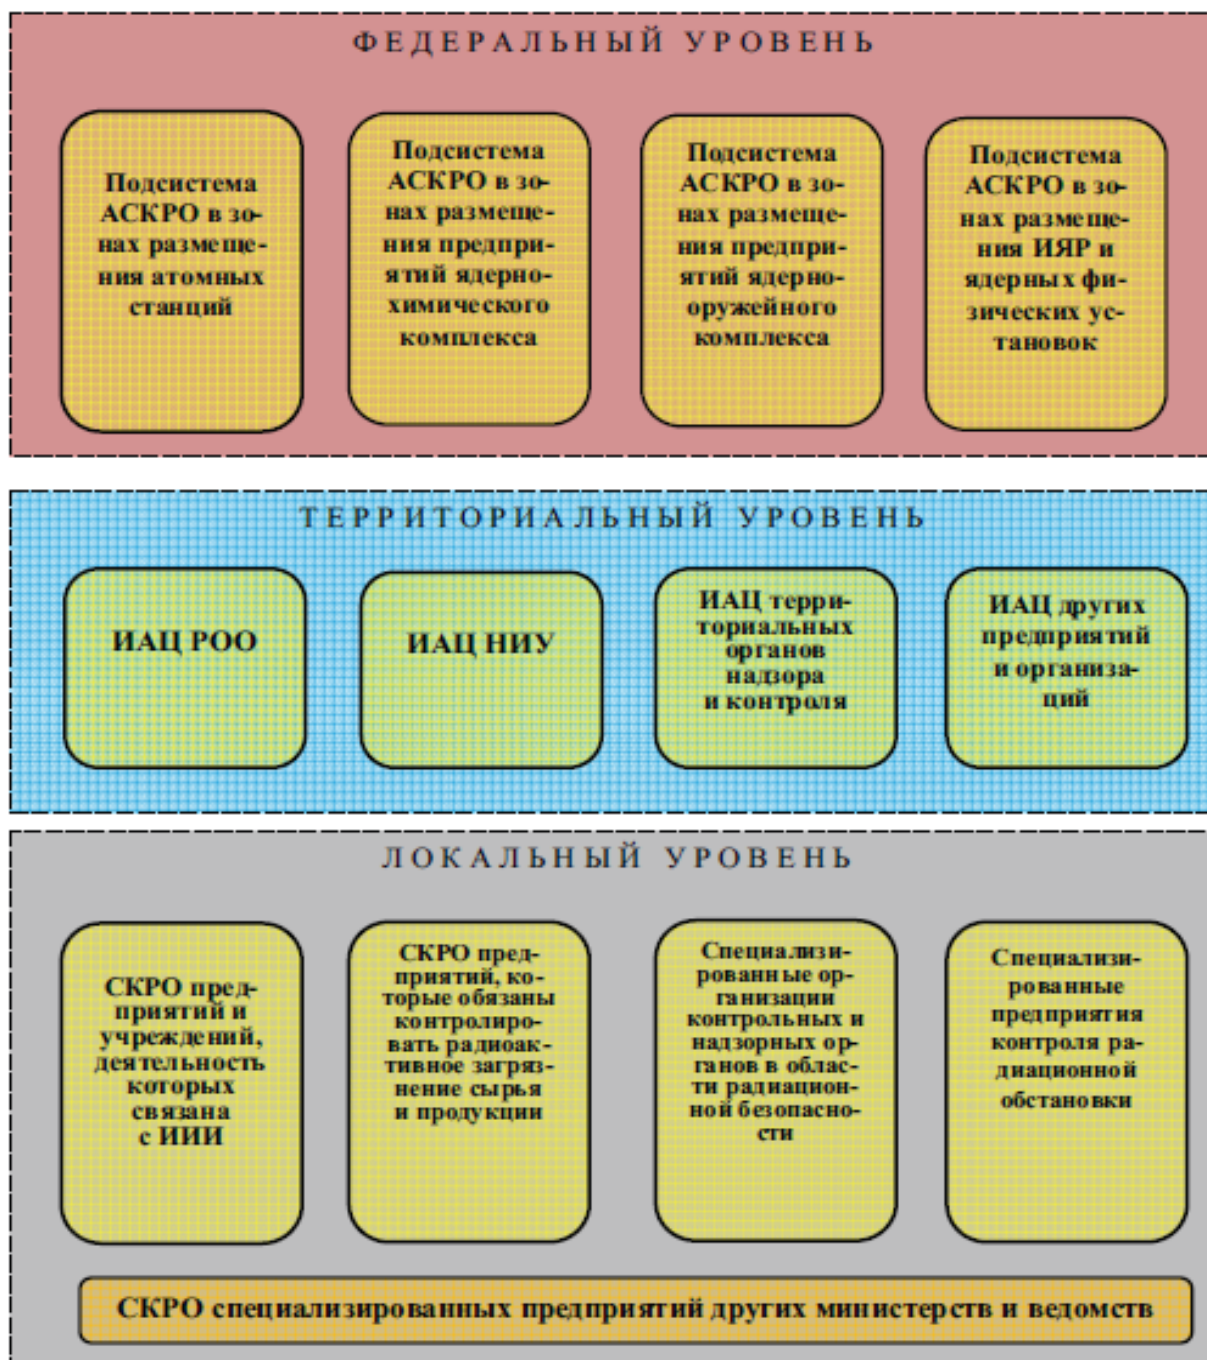 ФЕДЕРАЛЬНЫЙ УРОВЕНЬ
Подсистема
АСКРО в зо-
нах размеще-
ния атомных
станций
Подсистема
АСКРО в зо-
нах размеще-
ния предпри-
ятий ядерно-
химического
комплекса
Подсистема
АСКРО в зо-
нах размеще-
ния предпри-
ятий ядерно-
оружейного
комплекса
Подсистема
АСКРО в зо-
нах размеще-
ния ИЯР и
ядерных фи-
зических ус-
тановок
ТЕРРИТОРИАЛЬНЫЙ УРОВЕНЬ
ИАЦ РОО
ИАЦ НИУ
ИАЦ терри-
ториальных
органов
надзора
и контроля
ИАЦ других
предприятий
и организа-
ций
ЛОКАЛЬНЫЙ УРОВЕНЬ
СКРО пред-
приятий и
учреждений,
деятельность
которых
связана
с ИИИ
СКРО пред-
приятий, ко-
торые обязаны
контролиро-
вать радиоак-
тивное загряз-
нение сырья
и продукции
Специализи-
рованные ор-
ганизации
контрольных и
надзорных ор-
ганов в облас-
ти радиацион-
ной безопасно-
сти
Специализи-
рованные
предприятия
контроля ра-
диационной
обстановки
СКРО специализированных предприятий других министерств и ведомств